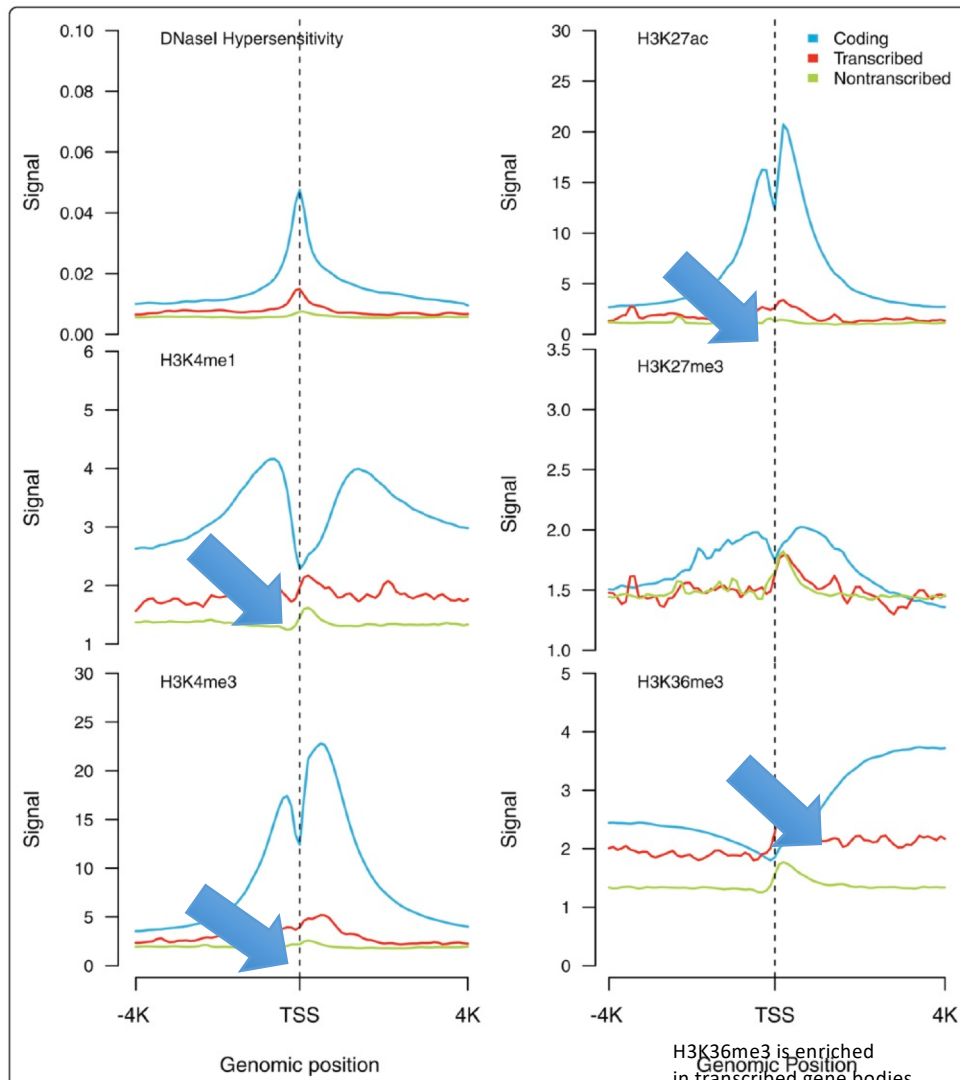 DNaseI Hypersensitivity
0.10
0.08
0.06
0.04
0.02
0.00
Signal
H3K27ac
Coding
Transcribed
Nontranscribed
30
25
20
15
10
5
0
Signal
H3K4me1
6
5
4
3
2
1
Signal
H3K27me3
3.5
3.0
2.5
2.0
1.5
1.0
Signal
H3K4me3
30
25
20
15
10
5
0
Signal
-4K
TSS
4K
Genomic position
H3K36me3
5
4
3
2
1
0
Signal
-4K
TSS
4K
Genomic Position
H3K36me3 is enriched
in transcribed gene bodies